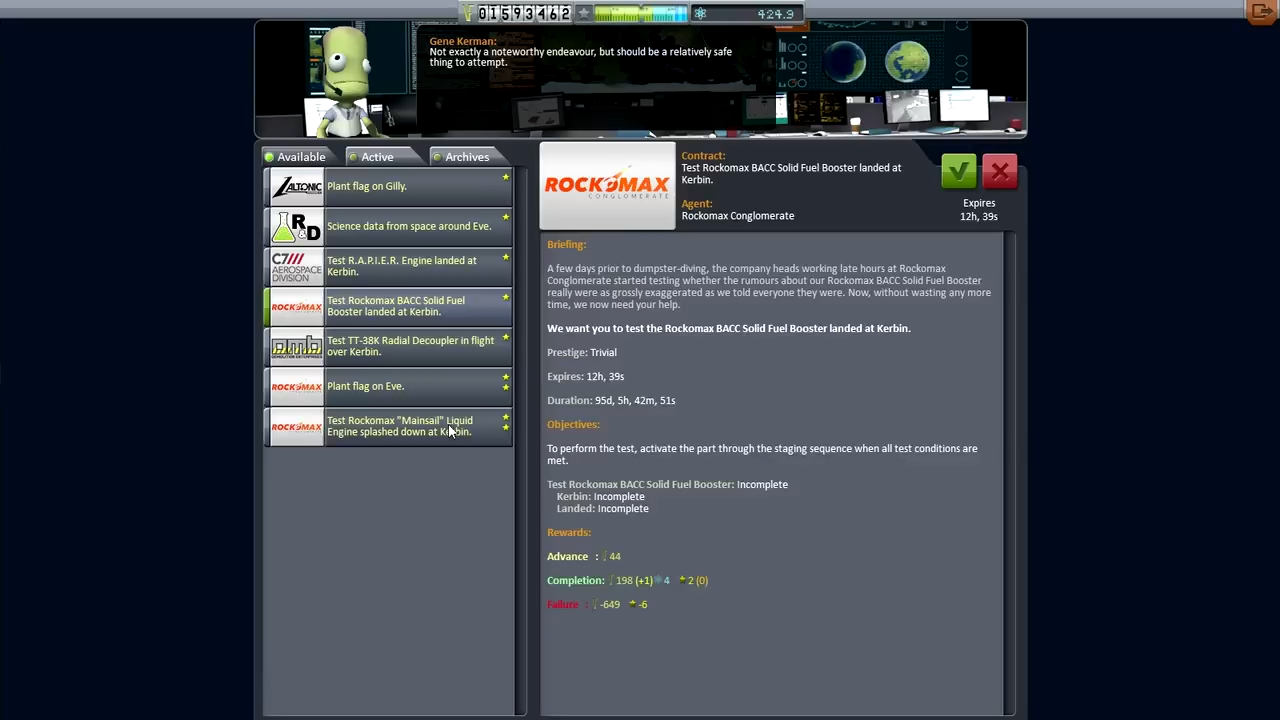 01593462
424.9
Gene Kerman:
Not exactly a noteworthy endeavour, but should be a relatively safe
thing to attempt.
Available
Active
Archives
Plant flag on Gilly.
R&D
Science data from space around Eve.
C7///
AEROSPACE
DIVISION
Test R.A.P.I.E.R. Engine landed at
Kerbin.
ROCKOMAX
Test Rockomax BACC Solid Fuel
Booster landed at Kerbin.
Test TT-38K Radial Decoupler in flight
over Kerbin.
ROCKOMAX
Plant flag on Eve.
ROCKOMAX
Test Rockomax "Mainsail" Liquid
Engine splashed down at Kerbin.
ROCKOMAX
CONGLOMERATE
Contract:
Test Rockomax BACC Solid Fuel Booster landed at
Kerbin.
Agent:
Rockomax Conglomerate
Expires
12h, 39s
Briefing:
A few days prior to dumpster-diving, the company heads working late hours at Rockomax
Conglomerate started testing whether the rumours about our Rockomax BACC Solid Fuel Booster
really were as grossly exaggerated as we told everyone they were. Now, without wasting any more
time, we now need your help.
We want you to test the Rockomax BACC Solid Fuel Booster landed at Kerbin.
Prestige: Trivial
Expires: 12h, 39s
Duration: 95d, 5h, 42m, 51s
Objectives:
To perform the test, activate the part through the staging sequence when all test conditions are
met.
Test Rockomax BACC Solid Fuel Booster: Incomplete
Kerbin: Incomplete
Landed: Incomplete
Rewards:
Advance : 44
Completion: 198 (+1) 4 2 (0)
Failure : -649 -6